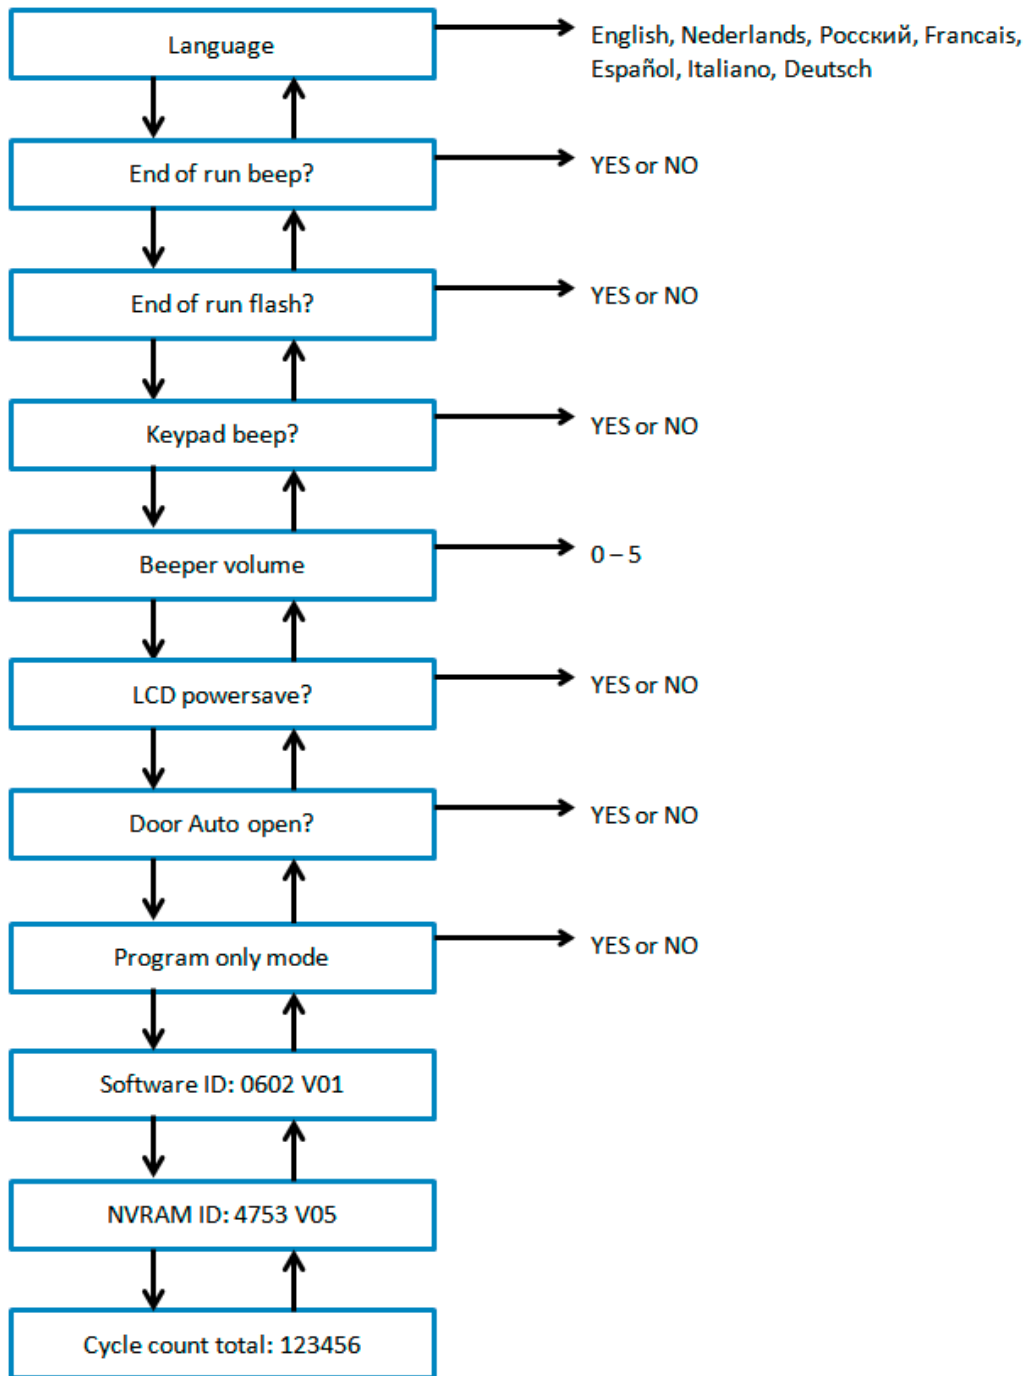 Language
English, Nederlands, Росский, Francais,
Español, Italiano, Deutsch
End of run beep?
YES or NO
End of run flash?
YES or NO
Keypad beep?
YES or NO
Beeper volume
0 – 5
LCD powersave?
YES or NO
Door Auto open?
YES or NO
Program only mode
YES or NO
Software ID: 0602 V01
NVRAM ID: 4753 V05
Cycle count total: 123456